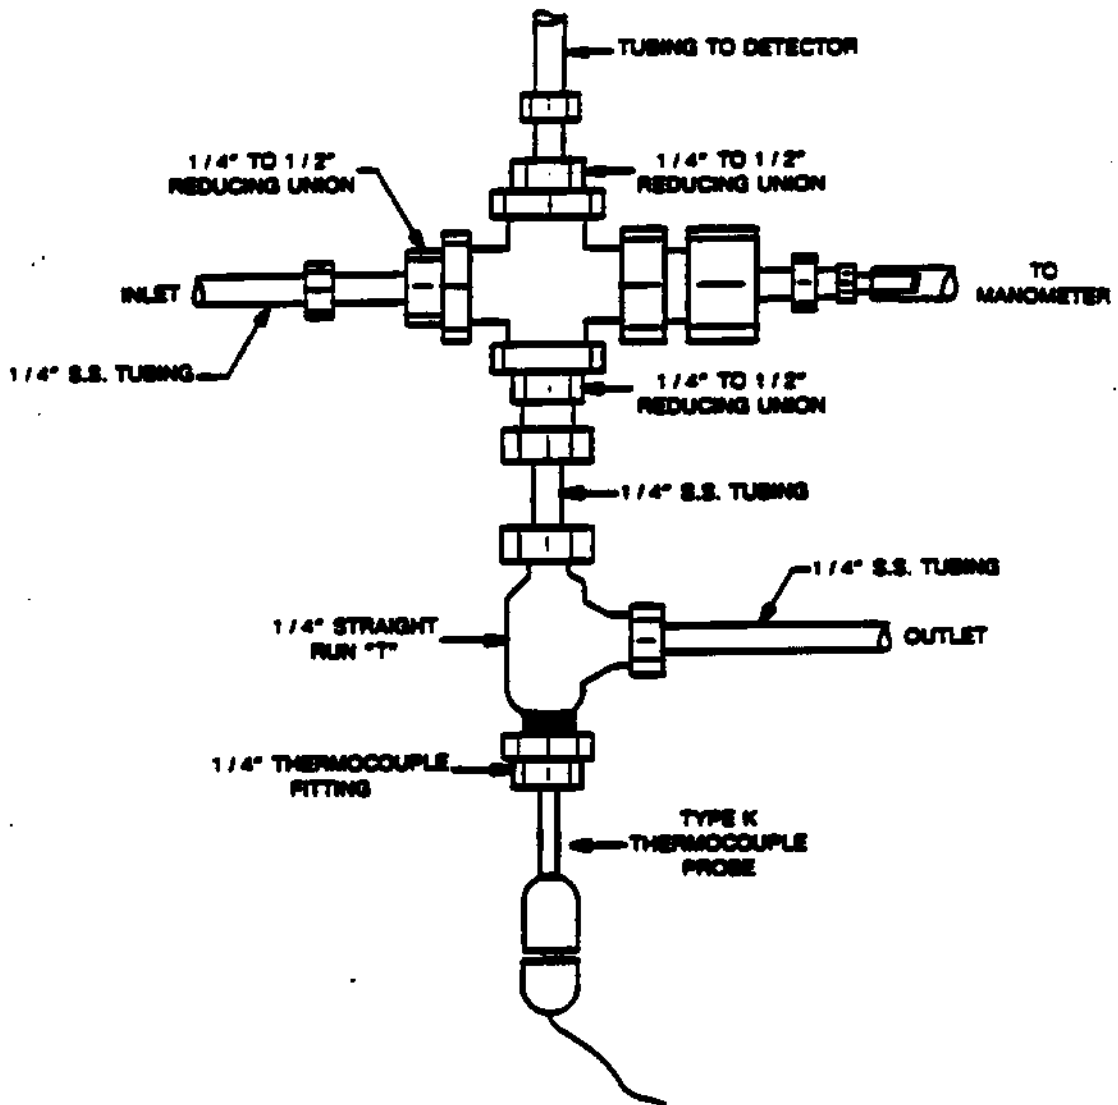 TUBING TO DETECTOR
1/4" TO 1/2"
REDUCING UNION
1/4" TO 1/2"
REDUCING UNION
INLET
TO
MANOMETER
1/4" S.S. TUBING
1/4" TO 1/2"
REDUCING UNION
1/4" S.S. TUBING
1/4" S.S. TUBING
1/4" STRAIGHT
RUN "T"
OUTLET
1/4" THERMOCOUPLE
FITTING
TYPE K
THERMOCOUPLE
PROBE